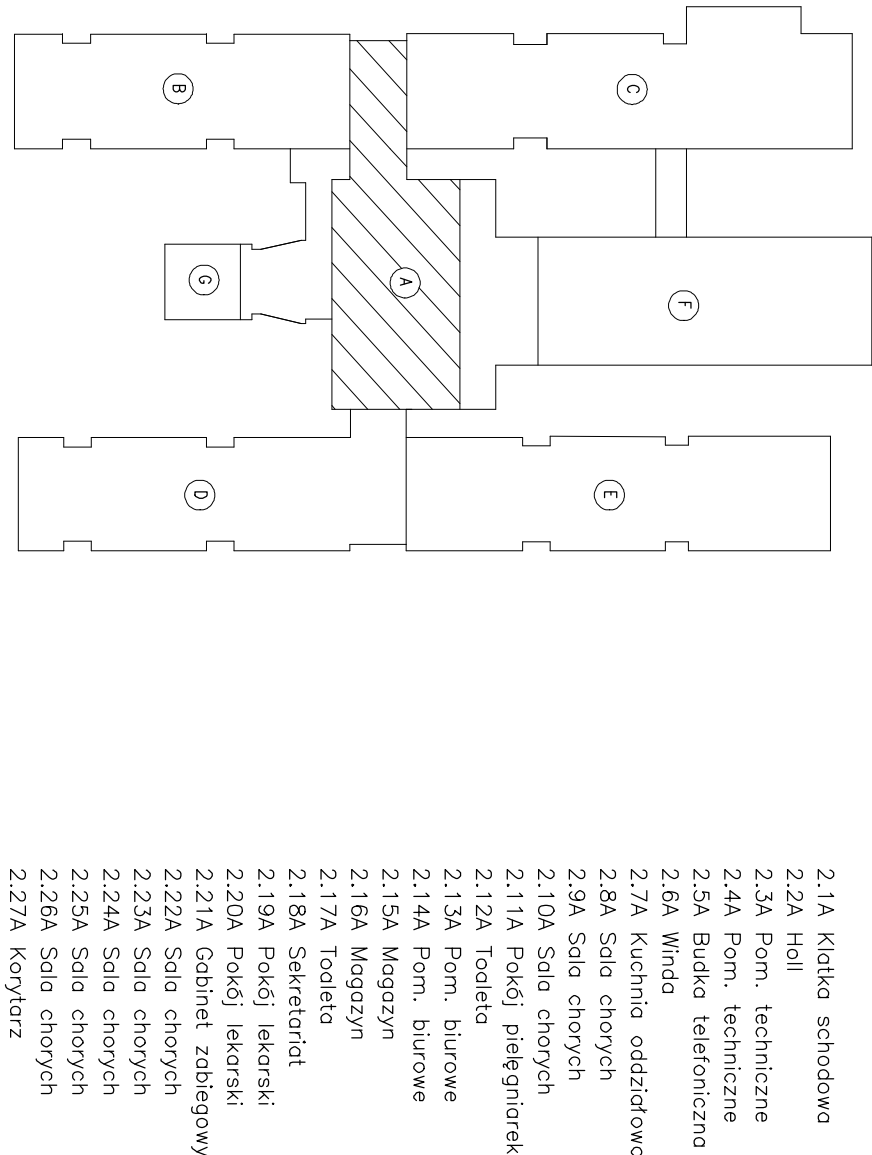 B
C
G
A
F
D
E
2.1A Klatka schodowa
2.2A Holl
2.3A Pom. techniczne
2.4A Pom. techniczne
2.5A Budka telefoniczna
2.6A Winda
2.7A Kuchnia oddziałowa
2.8A Sala chorych
2.9A Sala chorych
2.10A Sala chorych
2.11A Pokój pielęgniarek
2.12A Toaleta
2.13A Pom. biurowe
2.14A Pom. biurowe
2.15A Magazyn
2.16A Magazyn
2.17A Toaleta
2.18A Sekretariat
2.19A Pokój lekarski
2.20A Pokój lekarski
2.21A Gabinet zabiegowy
2.22A Sala chorych
2.23A Sala chorych
2.24A Sala chorych
2.25A Sala chorych
2.26A Sala chorych
2.27A Korytarz